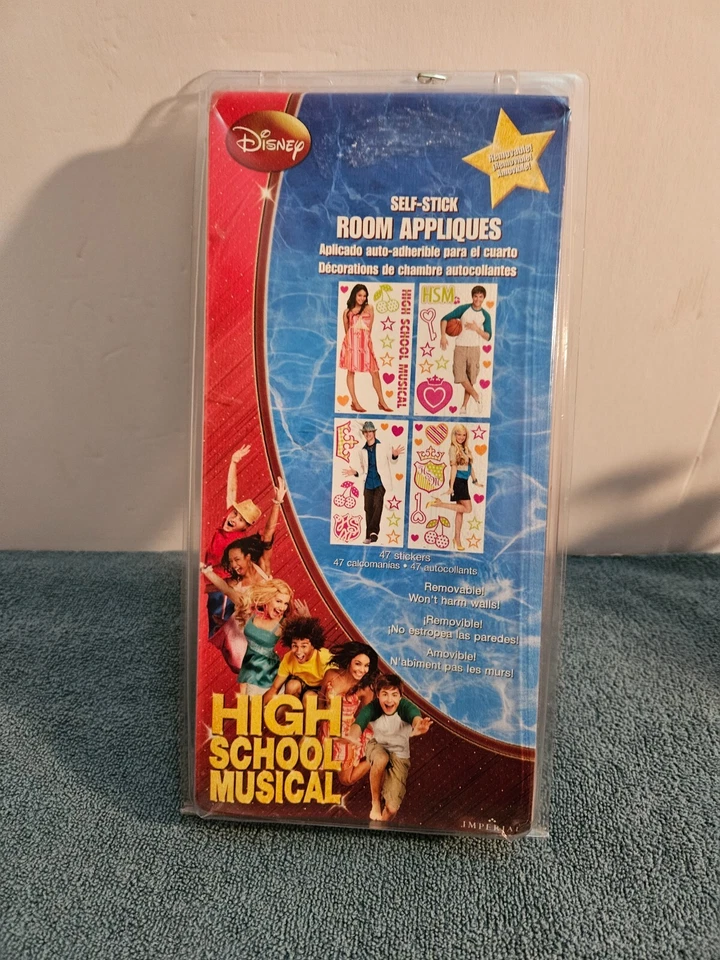 Disney
Removable!
¡Removible!
Amovible!
SELF-STICK
ROOM APPLIQUES
Aplicado auto-adherible para el cuarto
Décorations de chambre autocollantes
HIGH SCHOOL MUSICAL
HSM
47 stickers
47 calcomanias • 47 autocollants
Removable!
Won't harm walls!
¡Removible!
¡No estropea las paredes!
Amovible!
N'abiment pas les murs!
HIGH
SCHOOL
MUSICAL
IMPERIAL